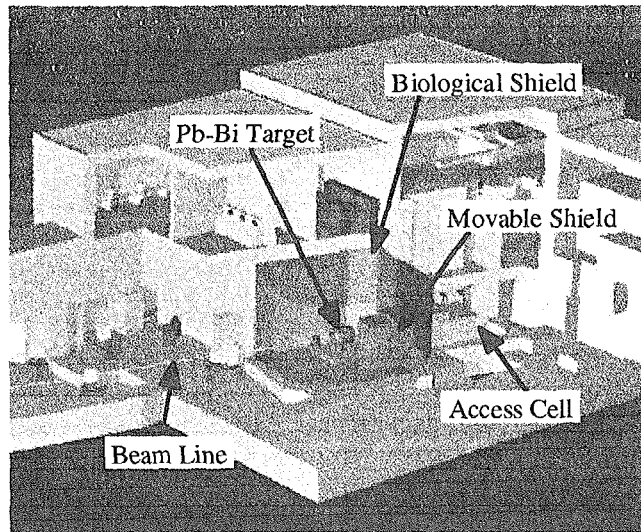 Biological Shield
Pb-Bi Target
Movable Shield
Access Cell
Beam Line